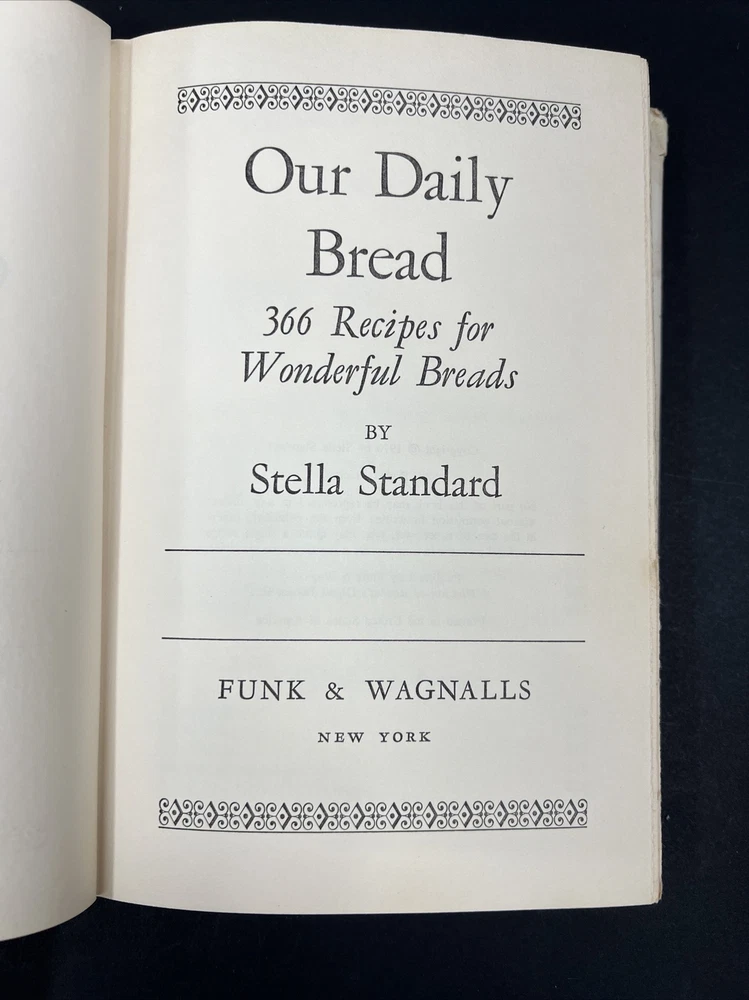 Our Daily
Bread
366 Recipes for
Wonderful Breads
BY
Stella Standard
FUNK & WAGNALLS
NEW YORK